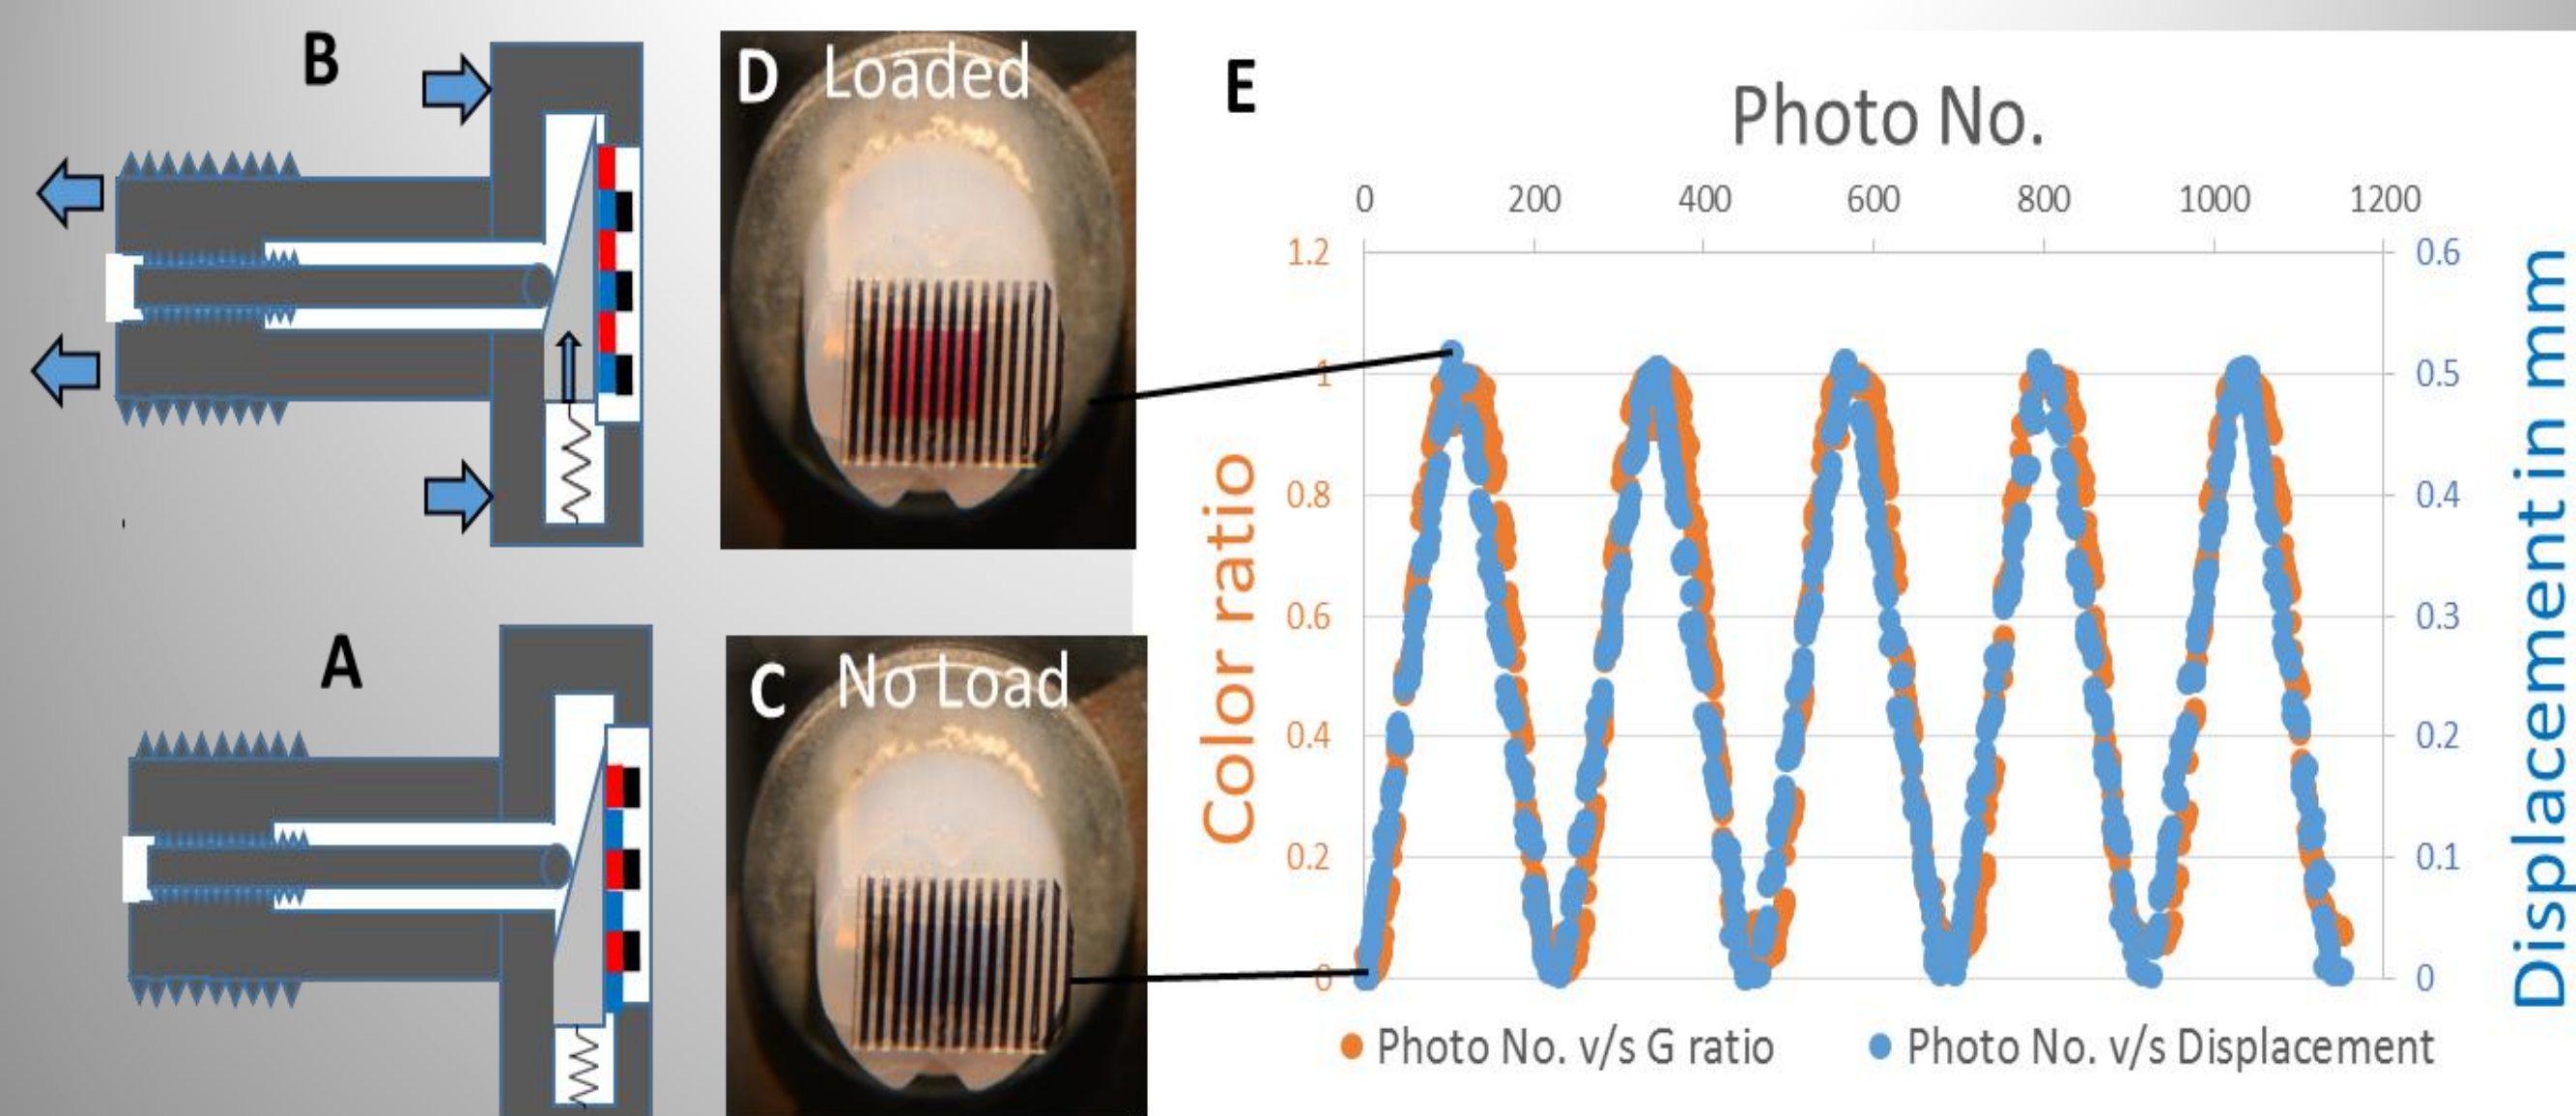 B
D Loaded
E
Photo No.
0 200 400 600 800 1000 1200
1.2 0.6
1 0.5
0.8 0.4
0.6 0.3
0.4 0.2
0.2 0.1
0 0
Color ratio
Displacement in mm
A
C No Load
Photo No. v/s G ratio
Photo No. v/s Displacement